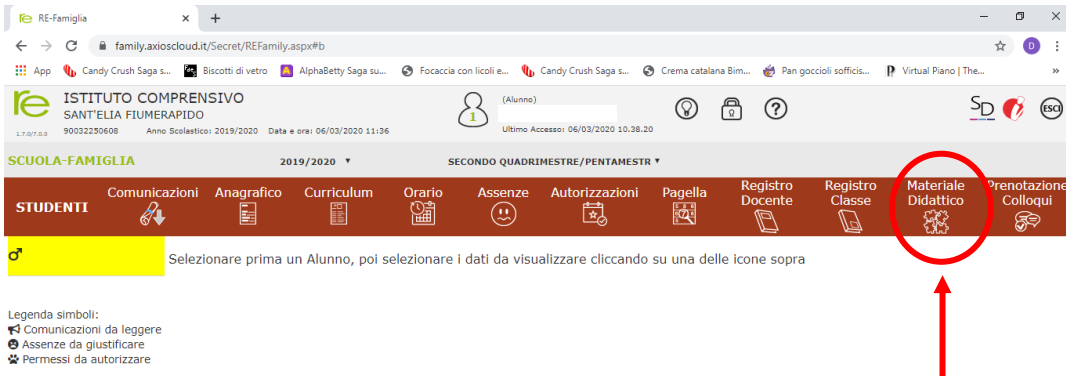 RE-Famiglia
family.axioscloud.it/Secret/REFamily.aspx#b
D
App Candy Crush Saga s... Biscotti di vetro AlphaBetty Saga su... Focaccia con licoli e... Candy Crush Saga s... Crema catalana Bim... Pan goccioli sofficis... Virtual Piano | The... »
re ISTITUTO COMPRENSIVO
SANT'ELIA FIUMERAPIDO
1.7.0/7.0.0 90032250608 Anno Scolastico: 2019/2020 Data e ora: 06/03/2020 11:36
1 (Alunno)
Ultimo Accesso: 06/03/2020 10.38.20
SD ESCI
SCUOLA-FAMIGLIA 2019/2020 ▼ SECONDO QUADRIMESTRE/PENTAMESTR ▼
STUDENTI Comunicazioni Anagrafico Curriculum Orario Assenze Autorizzazioni Pagella Registro Docente Registro Classe Materiale Didattico Prenotazione Colloqui
Selezionare prima un Alunno, poi selezionare i dati da visualizzare cliccando su una delle icone sopra
Legenda simboli:
Comunicazioni da leggere
Assenze da giustificare
Permessi da autorizzare